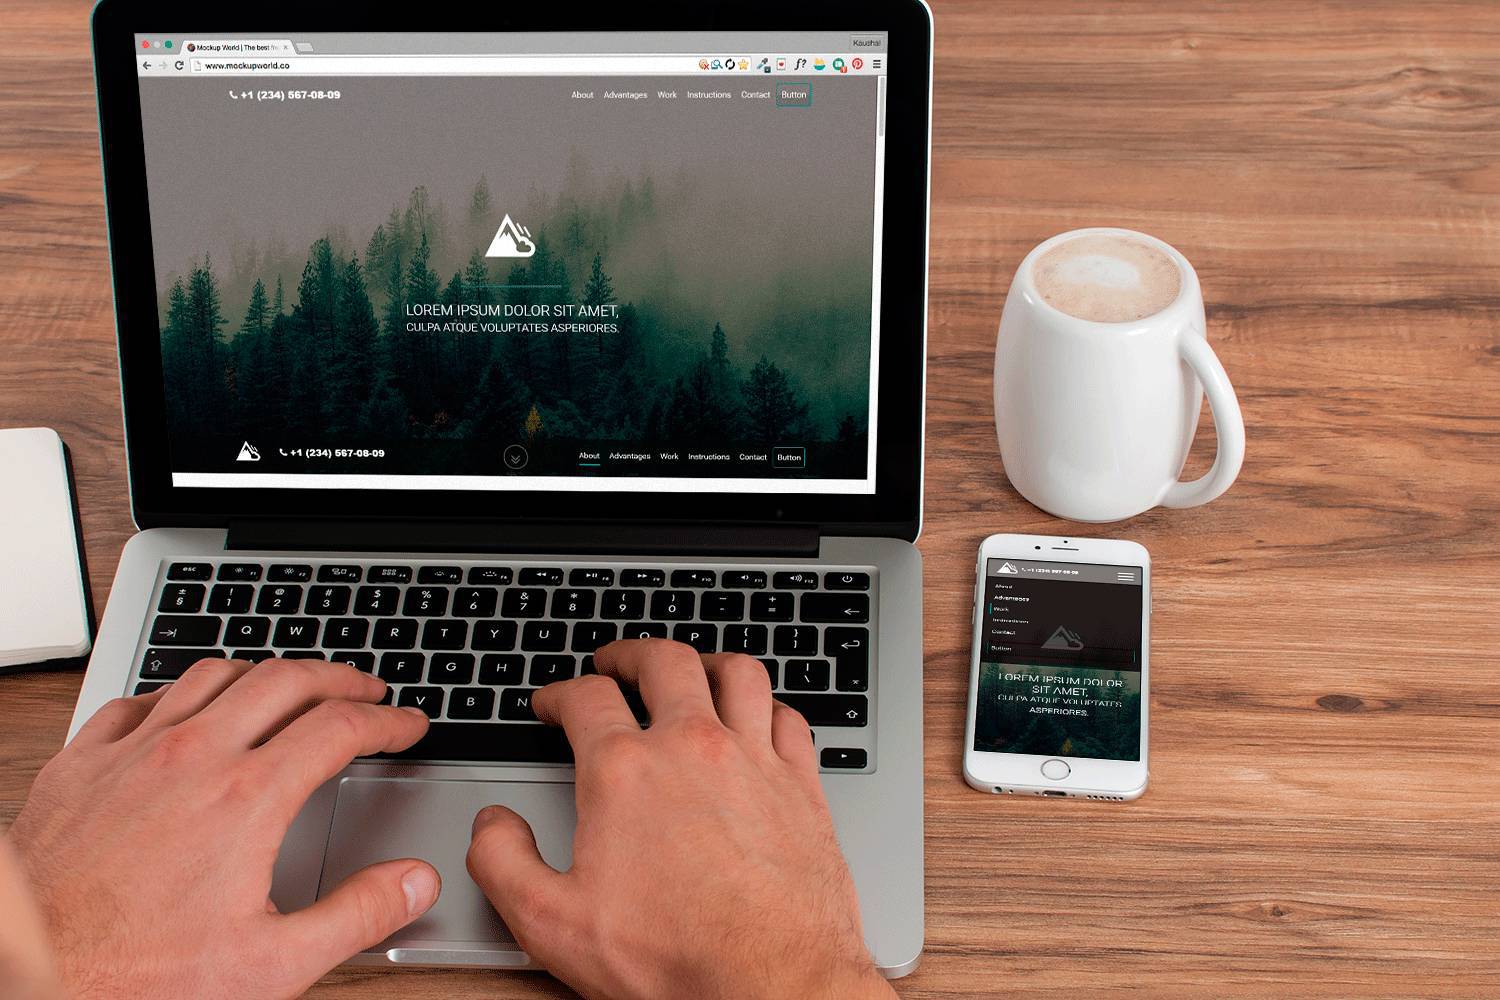 Mockup World | The best fre
Kaushal
www.mockupworld.co
+1 (234) 567-08-09
About Advantages Work Instructions Contact Button
LOREM IPSUM DOLOR SIT AMET,
CULPA ATQUE VOLUPTATES ASPERIORES.
+1 (234) 567-08-09
About Advantages Work Instructions Contact Button
esc F1 F2 F3 F4 F5 F6 F7 F8 F9 F10 F11 F12
± ! @ # $ % ^ & * ( ) _ +
§ 1 2 3 4 5 6 7 8 9 0 - =
Q W E R T Y U I O P { }
[ ]
D F G H J
V B N
+1 (234) 567-08-09
About
Advantages
Work
Instructions
Contact
Button
LOREM IPSUM DOLOR
SIT AMET,
CULPA ATQUE VOLUPTATES
ASPERIORES.